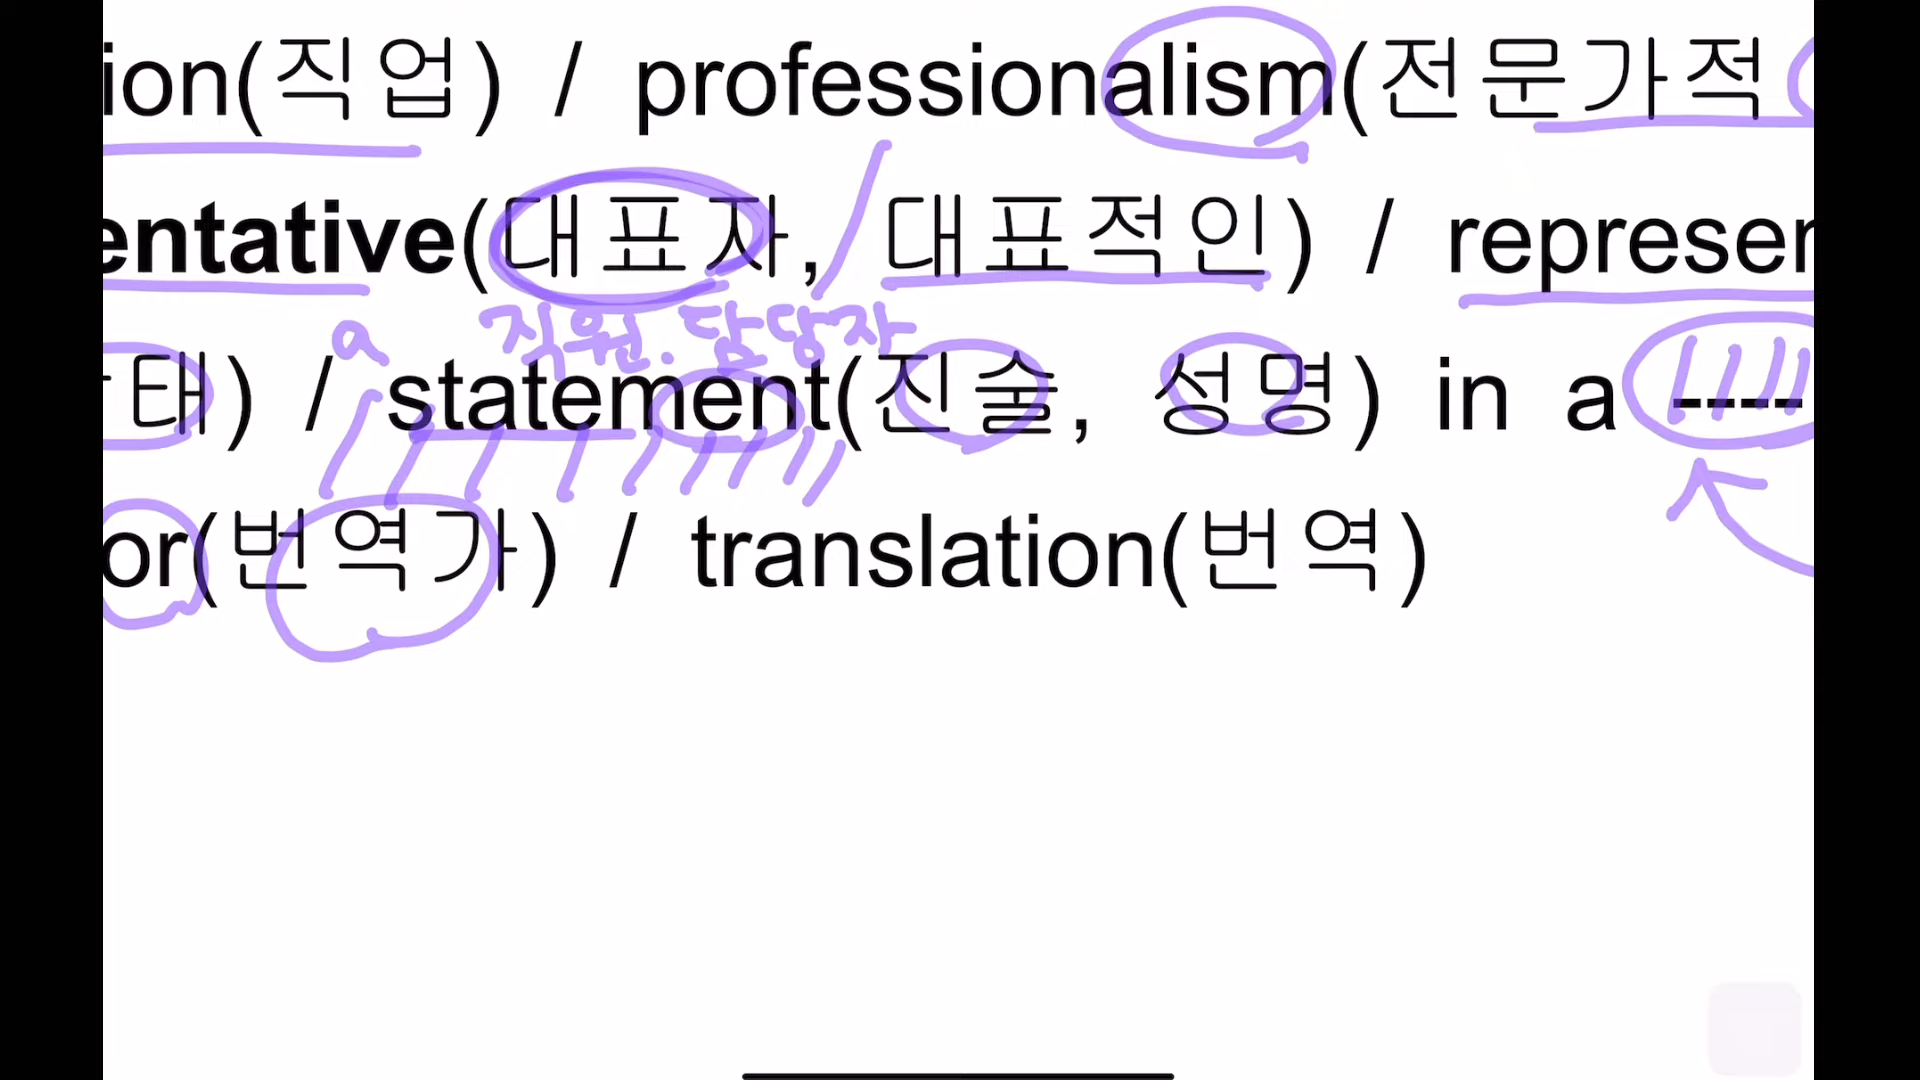 ion(직업) / professionalism(전문가적
entative(대표자, 대표적인) / represen
a 직원. 담당자
태) / statement(진술, 성명) in a -----
or(번역가) / translation(번역)